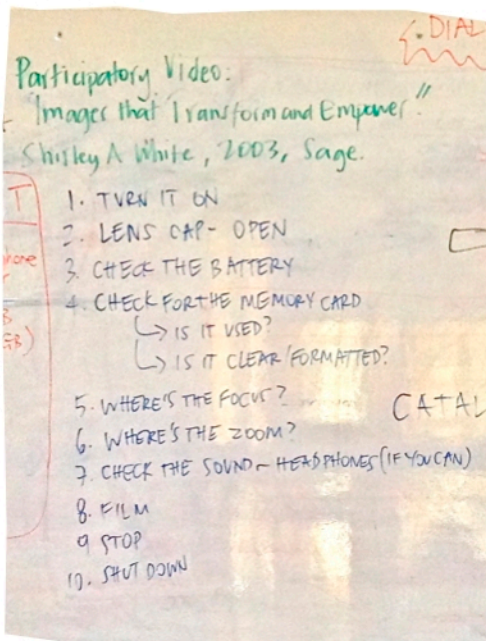 . DIAL
Participatory Video:
"Images that Transform and Empower"
Shirley A White, 2003, Sage.
T
1. TURN IT ON
2. LENS CAP - OPEN
hone
3. CHECK THE BATTERY
4. CHECK FOR THE MEMORY CARD
↳ IS IT USED?
GB)
↳ IS IT CLEAR/FORMATTED?
5. WHERE'S THE FOCUS?
CATAL
6. WHERE'S THE ZOOM?
7. CHECK THE SOUND - HEADPHONES (IF YOU CAN)
8. FILM
9 STOP
10. SHUT DOWN